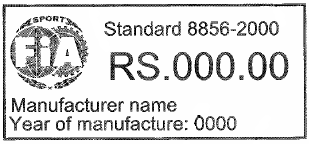 SPORT
FiA
Standard 8856-2000
RS.000.00
Manufacturer name
Year of manufacture: 0000